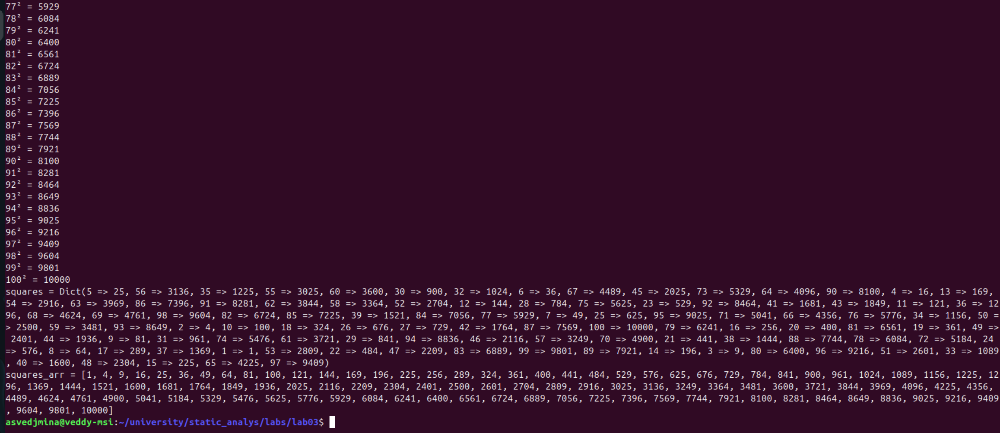 77² = 5929
78² = 6084
79² = 6241
80² = 6400
81² = 6561
82² = 6724
83² = 6889
84² = 7056
85² = 7225
86² = 7396
87² = 7569
88² = 7744
89² = 7921
90² = 8100
91² = 8281
92² = 8464
93² = 8649
94² = 8836
95² = 9025
96² = 9216
97² = 9409
98² = 9604
99² = 9801
100² = 10000
squares = Dict(5 => 25, 56 => 3136, 35 => 1225, 55 => 3025, 60 => 3600, 30 => 900, 32 => 1024, 6 => 36, 67 => 4489, 45 => 2025, 73 => 5329, 64 => 4096, 90 => 8100, 4 => 16, 13 => 169,
54 => 2916, 63 => 3969, 86 => 7396, 91 => 8281, 62 => 3844, 58 => 3364, 52 => 2704, 12 => 144, 28 => 784, 75 => 5625, 23 => 529, 92 => 8464, 41 => 1681, 43 => 1849, 11 => 121, 36 => 12
96, 68 => 4624, 69 => 4761, 98 => 9604, 82 => 6724, 85 => 7225, 39 => 1521, 84 => 7056, 77 => 5929, 7 => 49, 25 => 625, 95 => 9025, 71 => 5041, 66 => 4356, 76 => 5776, 34 => 1156, 50 =
> 2500, 59 => 3481, 93 => 8649, 2 => 4, 10 => 100, 18 => 324, 26 => 676, 27 => 729, 42 => 1764, 87 => 7569, 100 => 10000, 79 => 6241, 16 => 256, 20 => 400, 81 => 6561, 19 => 361, 49 =>
2401, 44 => 1936, 9 => 81, 31 => 961, 74 => 5476, 61 => 3721, 29 => 841, 94 => 8836, 46 => 2116, 57 => 3249, 70 => 4900, 21 => 441, 38 => 1444, 88 => 7744, 78 => 6084, 72 => 5184, 24
=> 576, 8 => 64, 17 => 289, 37 => 1369, 1 => 1, 53 => 2809, 22 => 484, 47 => 2209, 83 => 6889, 99 => 9801, 89 => 7921, 14 => 196, 3 => 9, 80 => 6400, 96 => 9216, 51 => 2601, 33 => 1089
, 40 => 1600, 48 => 2304, 15 => 225, 65 => 4225, 97 => 9409)
squares_arr = [1, 4, 9, 16, 25, 36, 49, 64, 81, 100, 121, 144, 169, 196, 225, 256, 289, 324, 361, 400, 441, 484, 529, 576, 625, 676, 729, 784, 841, 900, 961, 1024, 1089, 1156, 1225, 12
96, 1369, 1444, 1521, 1600, 1681, 1764, 1849, 1936, 2025, 2116, 2209, 2304, 2401, 2500, 2601, 2704, 2809, 2916, 3025, 3136, 3249, 3364, 3481, 3600, 3721, 3844, 3969, 4096, 4225, 4356,
4489, 4624, 4761, 4900, 5041, 5184, 5329, 5476, 5625, 5776, 5929, 6084, 6241, 6400, 6561, 6724, 6889, 7056, 7225, 7396, 7569, 7744, 7921, 8100, 8281, 8464, 8649, 8836, 9025, 9216, 9409
, 9604, 9801, 10000]
asvedjmina@veddy-msi:~/university/static_analys/labs/lab03$